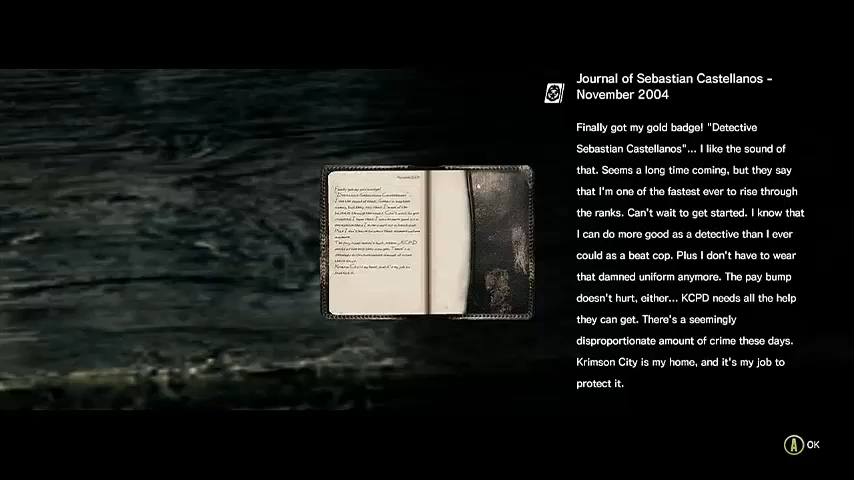 Journal of Sebastian Castellanos -
November 2004
Finally got my gold badge! "Detective
Sebastian Castellanos"... I like the sound of
that. Seems a long time coming, but they say
that I'm one of the fastest ever to rise through
the ranks. Can't wait to get started. I know that
I can do more good as a detective than I ever
could as a beat cop. Plus I don't have to wear
that damned uniform anymore. The pay bump
doesn't hurt, either... KCPD needs all the help
they can get. There's a seemingly
disproportionate amount of crime these days.
Krimson City is my home, and it's my job to
protect it.
A OK